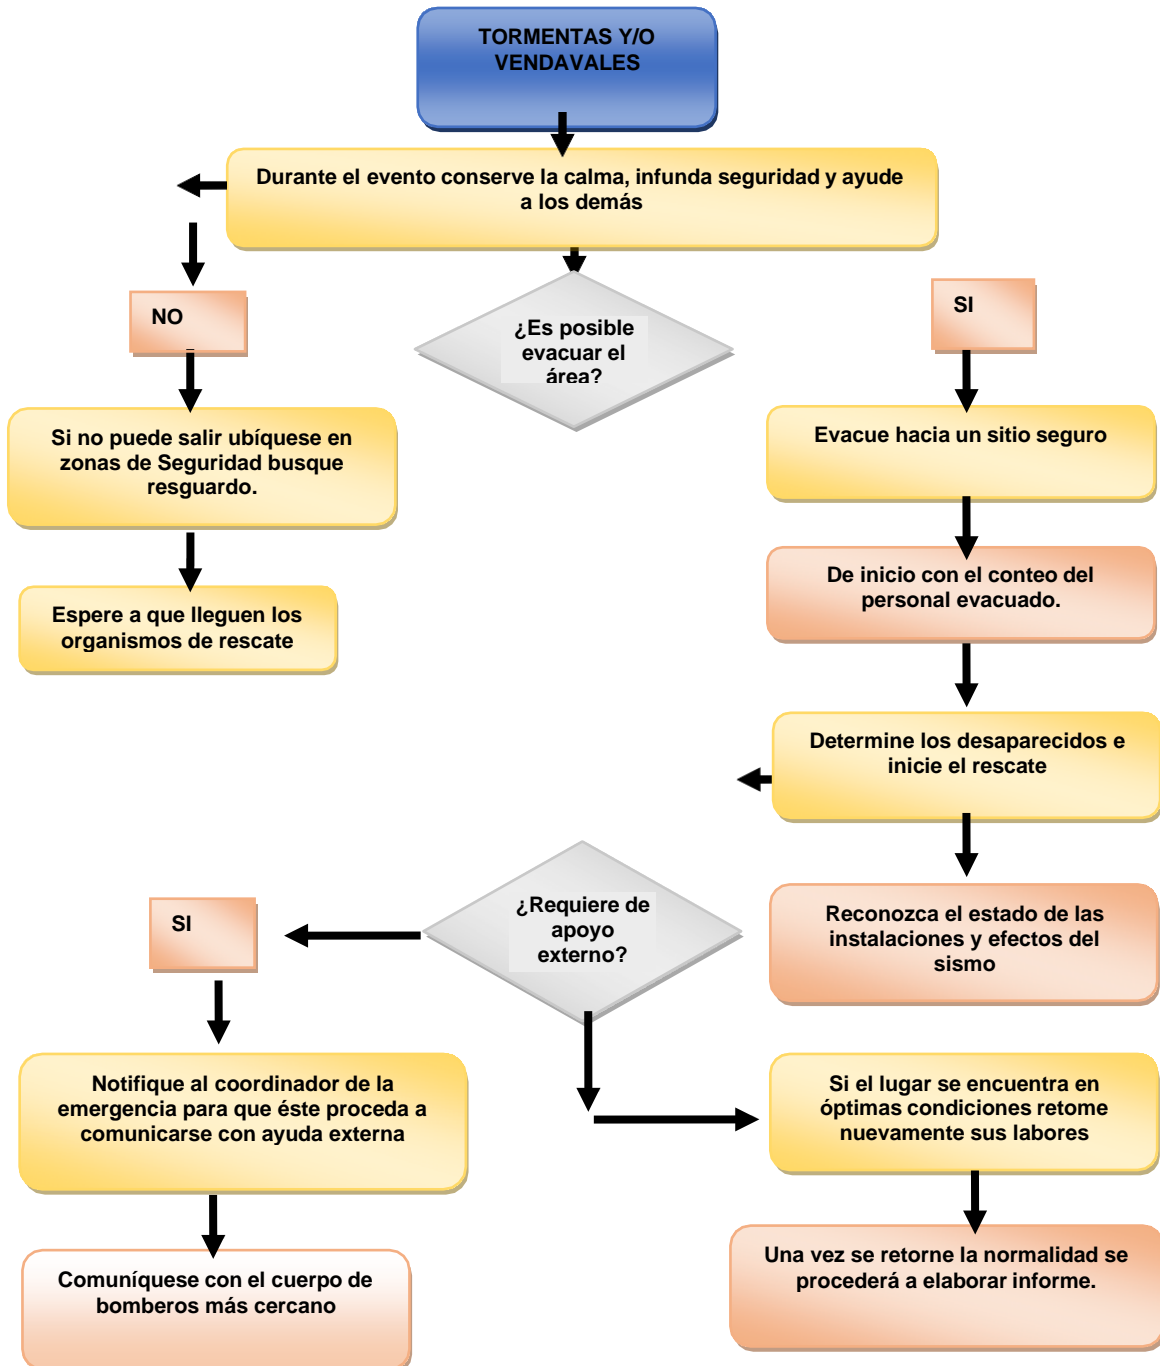 TORMENTAS Y/O
VENDAVALES
Durante el evento conserve la calma, infunda seguridad y ayude
a los demás
NO
¿Es posible
evacuar el
área?
SI
Si no puede salir ubíquese en
zonas de Seguridad busque
resguardo.
Evacue hacia un sitio seguro
Espere a que lleguen los
organismos de rescate
De inicio con el conteo del
personal evacuado.
Determine los desaparecidos e
inicie el rescate
SI
¿Requiere de
apoyo
externo?
Reconozca el estado de las
instalaciones y efectos del
sismo
Notifique al coordinador de la
emergencia para que éste proceda a
comunicarse con ayuda externa
Si el lugar se encuentra en
óptimas condiciones retome
nuevamente sus labores
Comuníquese con el cuerpo de
bomberos más cercano
Una vez se retorne la normalidad se
procederá a elaborar informe.